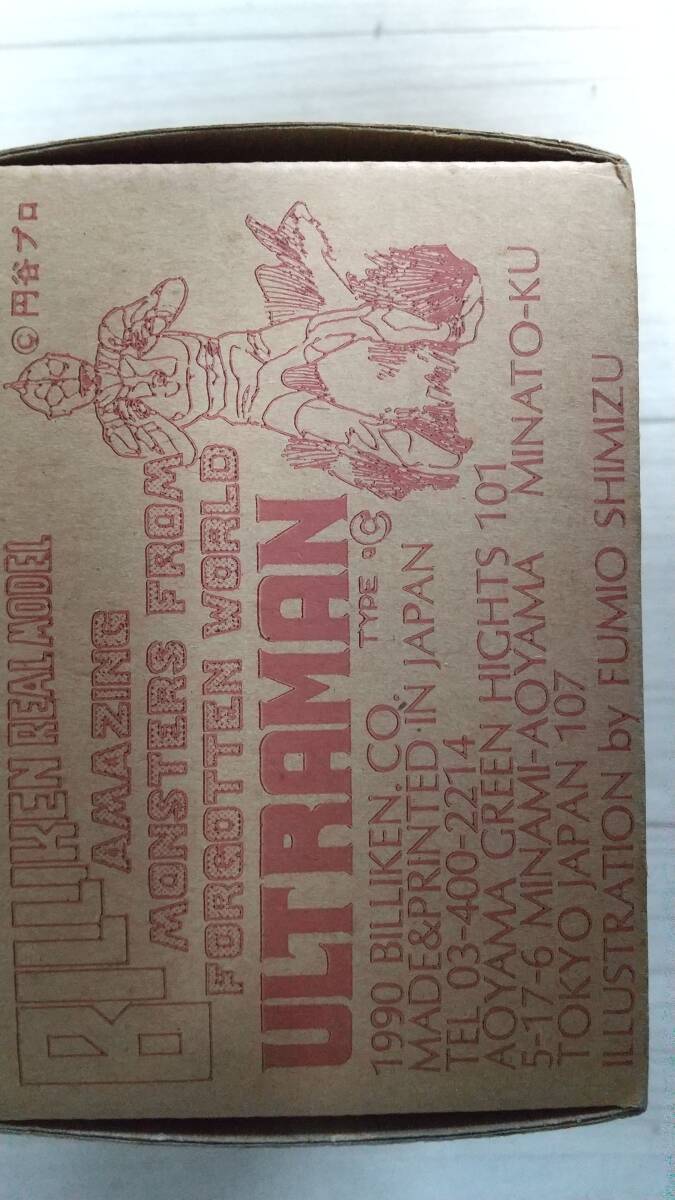 BILLIKEN REAL MODEL
© 円谷プロ
AMAZING
MONSTERS FROM
FORGOTTEN WORLD
ULTRAMAN
TYPE "C"
1990 BILLIKEN. CO.
MADE&PRINTED IN JAPAN
TEL 03-400-2214
AOYAMA GREEN HIGHTS 101
5-17-6 MINAMI-AOYAMA MINATO-KU
TOKYO JAPAN 107
ILLUSTRATION by FUMIO SHIMIZU